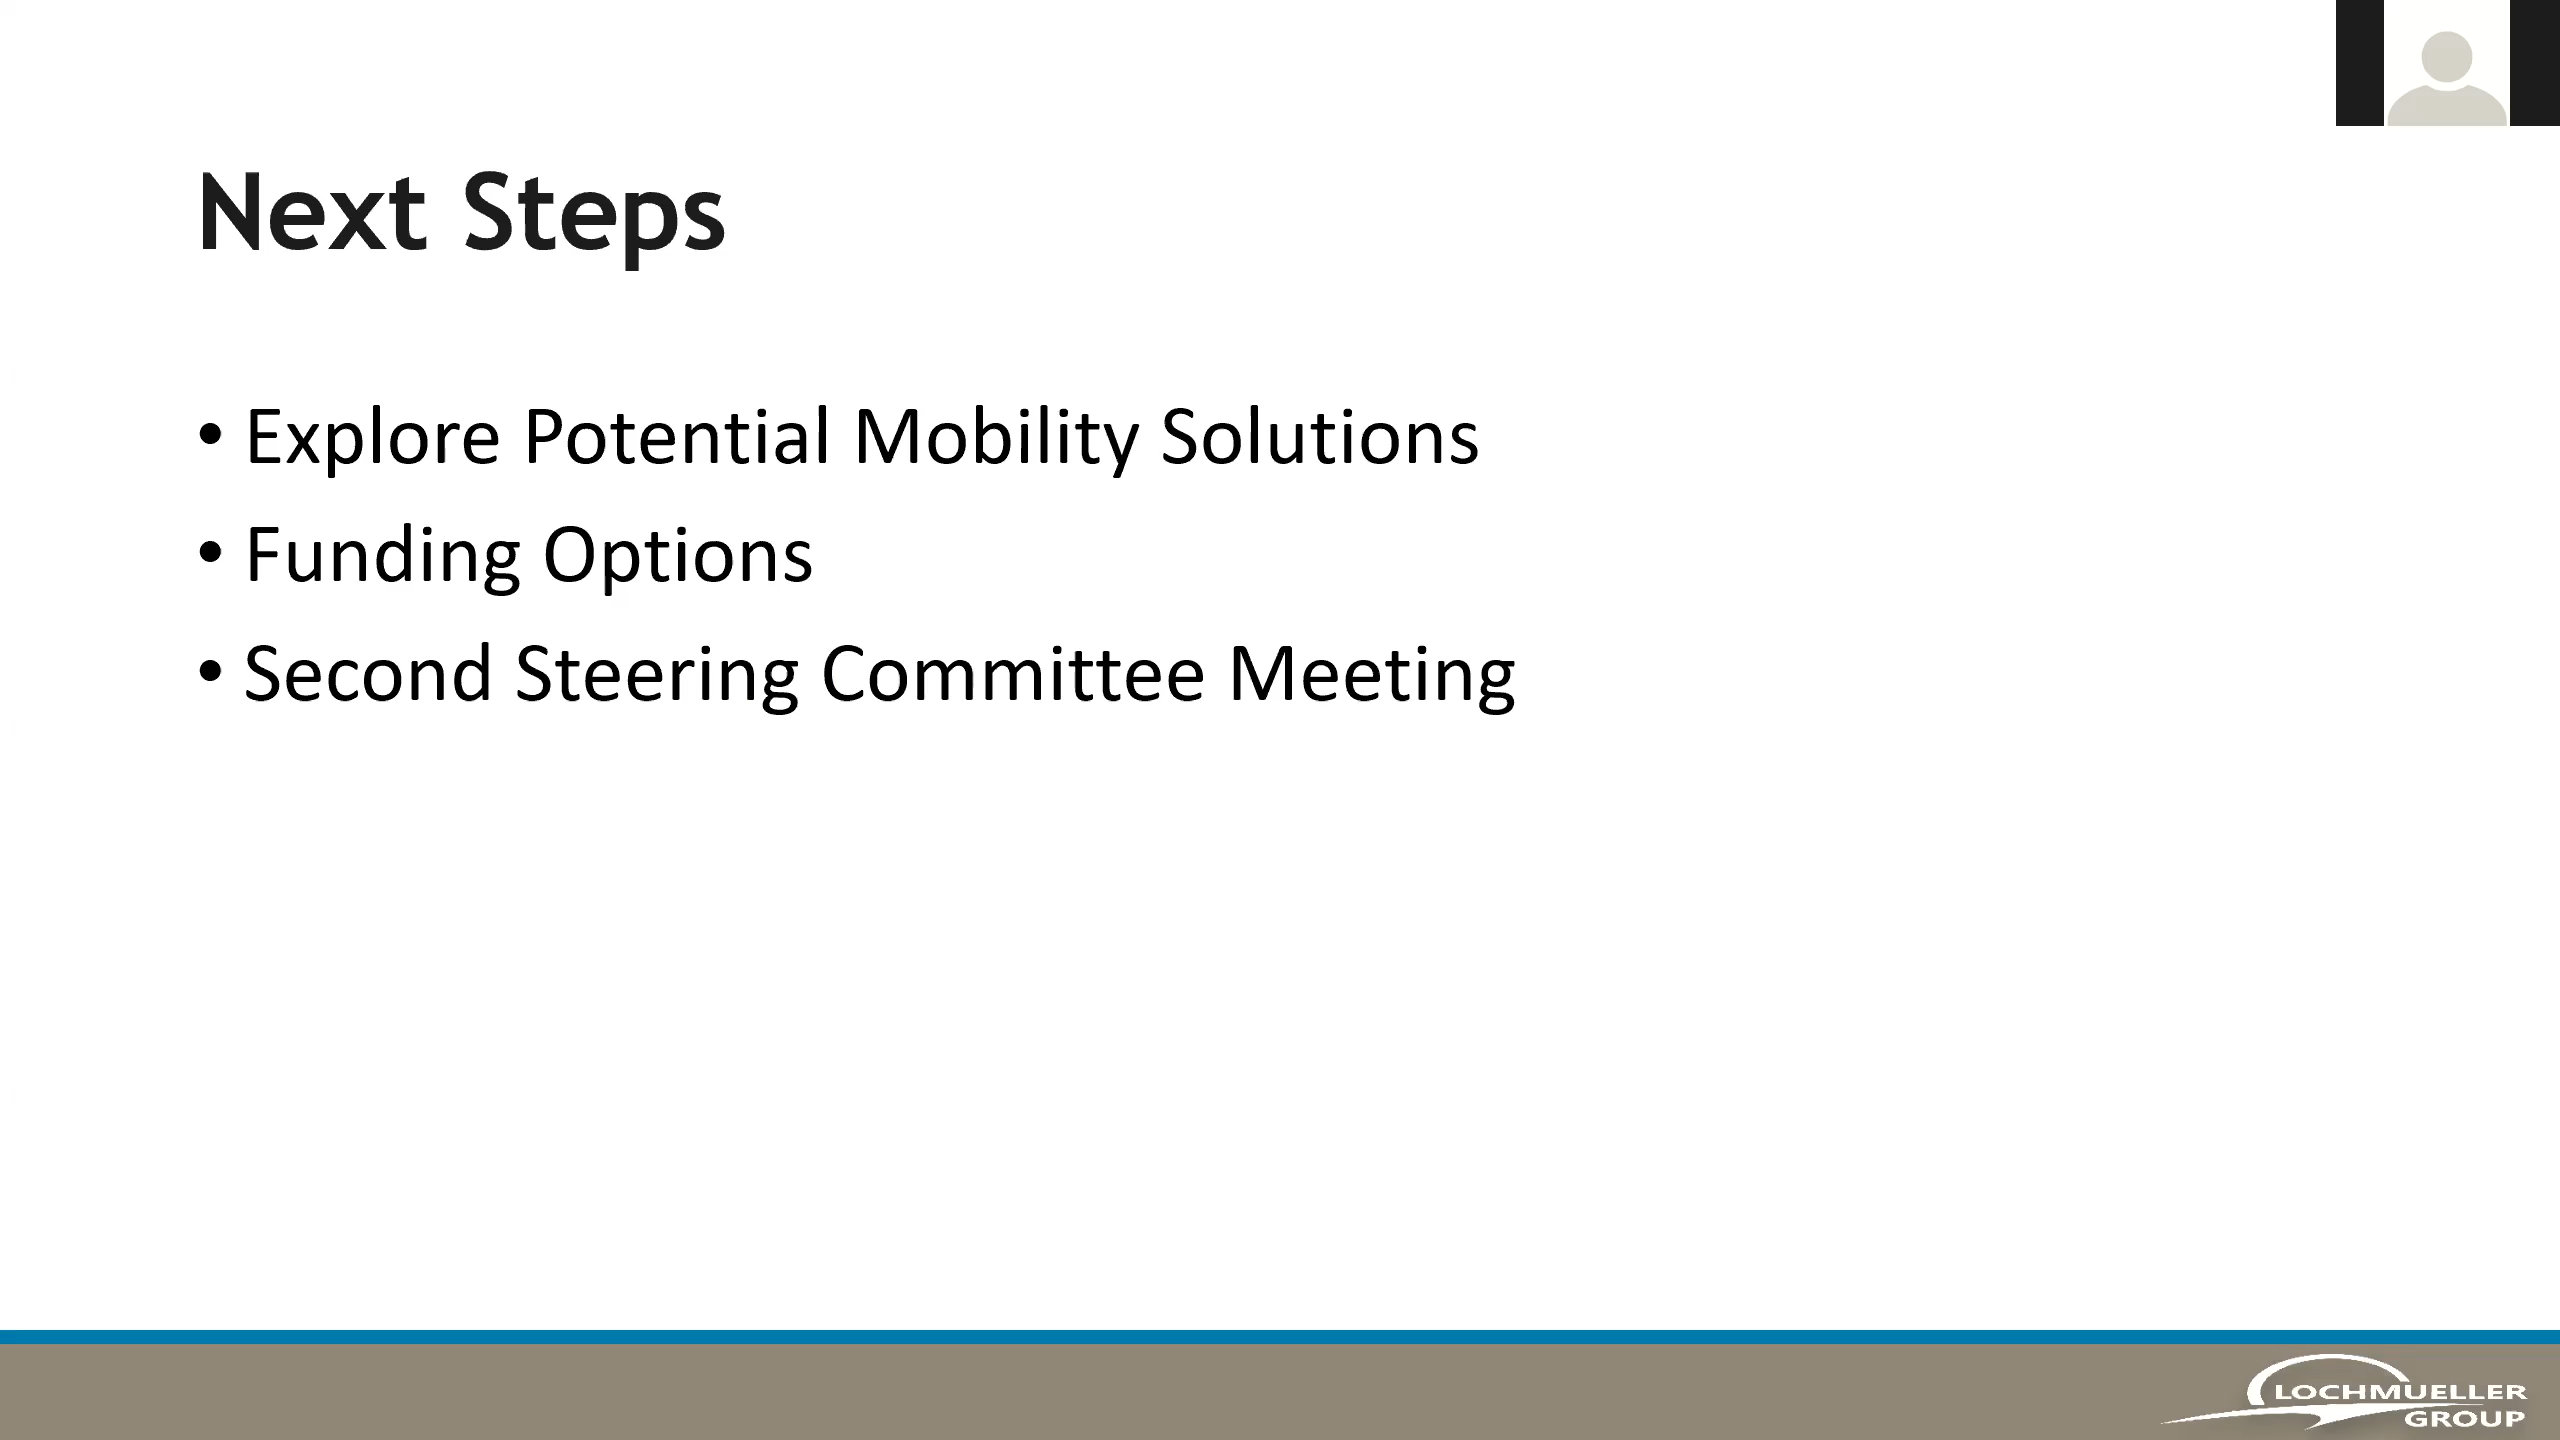 Next Steps
• Explore Potential Mobility Solutions
• Funding Options
• Second Steering Committee Meeting
LOCHMUELLER
GROUP